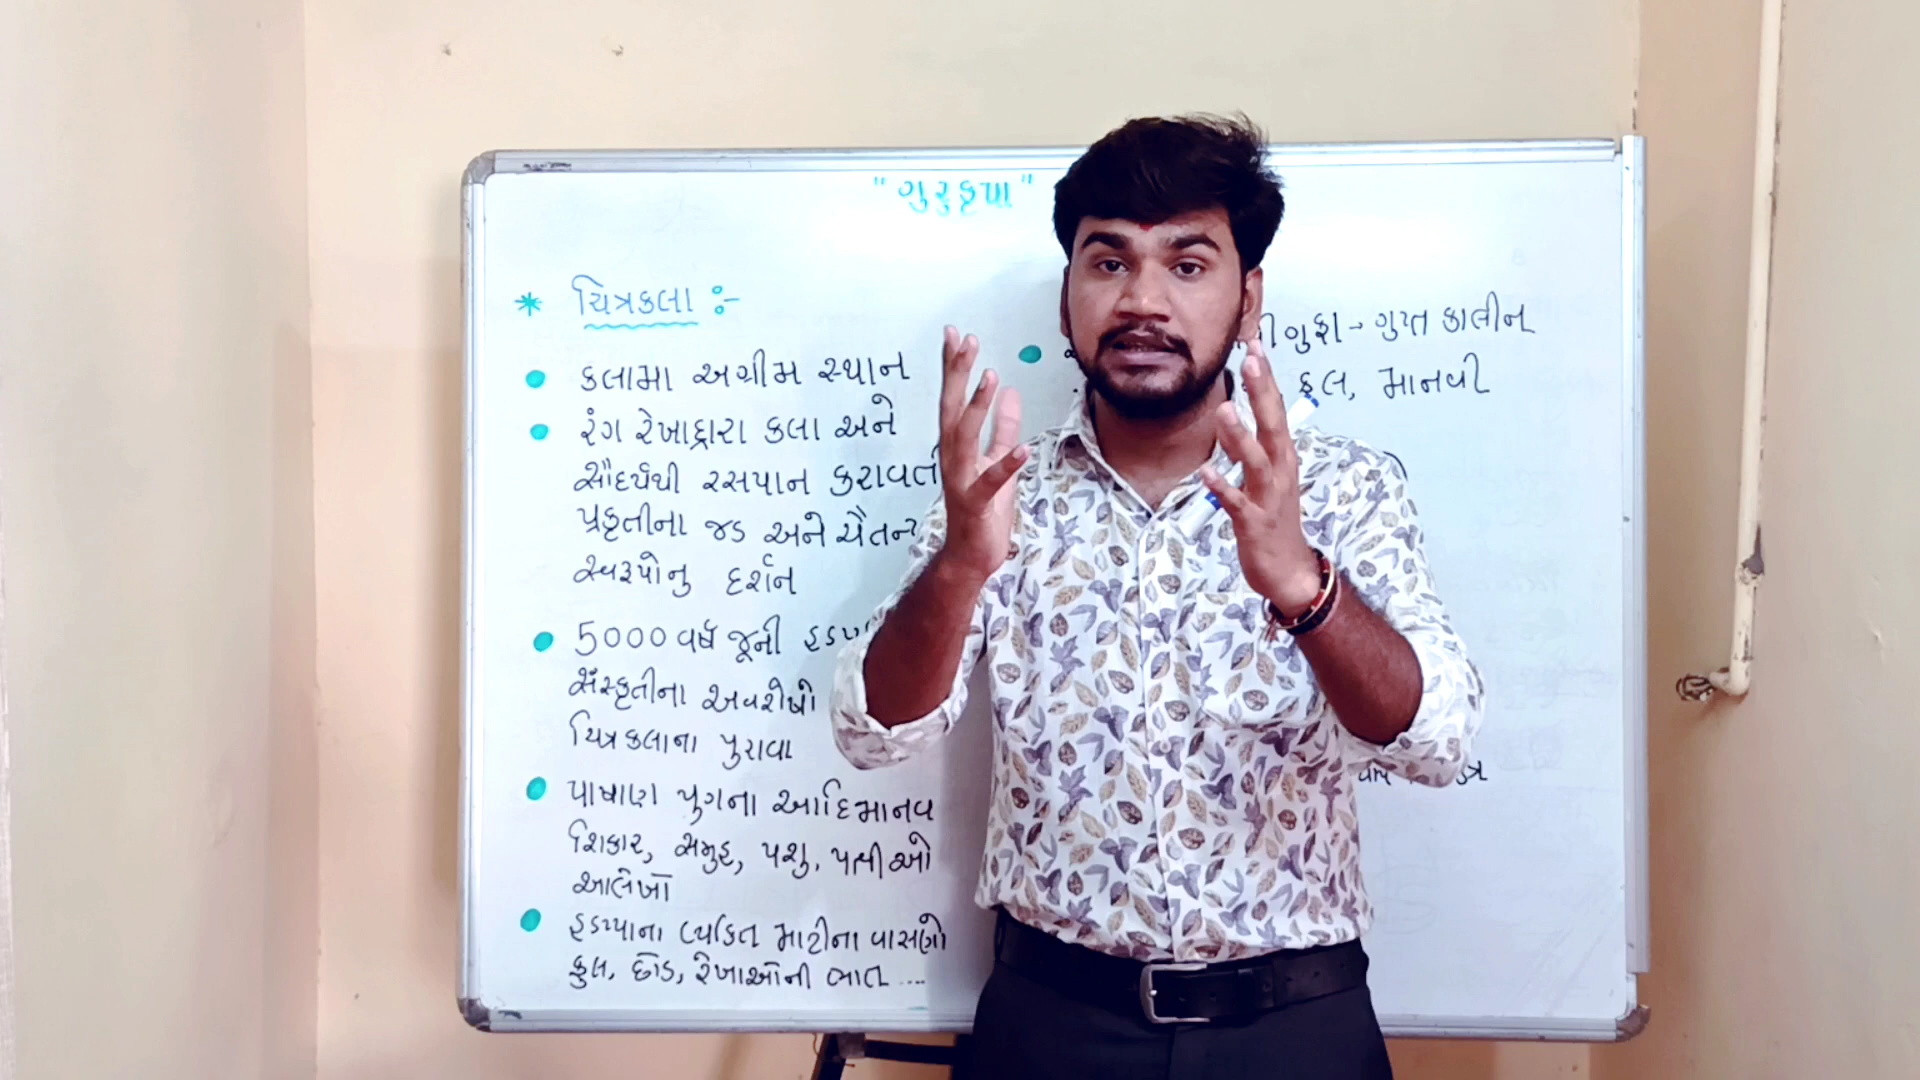 "ગુરુકૃપા"
* ચિત્રકલા :-
કલામા અગ્રીમ સ્થાન
રંગ રેખાદ્વારા કલા અને
સૌંદર્યથી રસપાન કરાવતી
પ્રકૃતીના જડ અને ચૈતન્ય
સ્વરૂપોનુ દર્શન
5000 વર્ષ જૂની હડપ્પ
સંસ્કૃતીના અવશેષો
ચિત્રકલાના પુરાવા
પાષાણ યુગના આદિમાનવ
શિકાર, સમુહ, પશુ, પક્ષીઓ
આલેખો
હડપ્પાના વ્યકિત માટીના વાસણો
ફુલ, છોડ, રેખાઓની ભાત ....
ગુફા - ગુપ્ત કાલીન
ફૂલ, માનવી